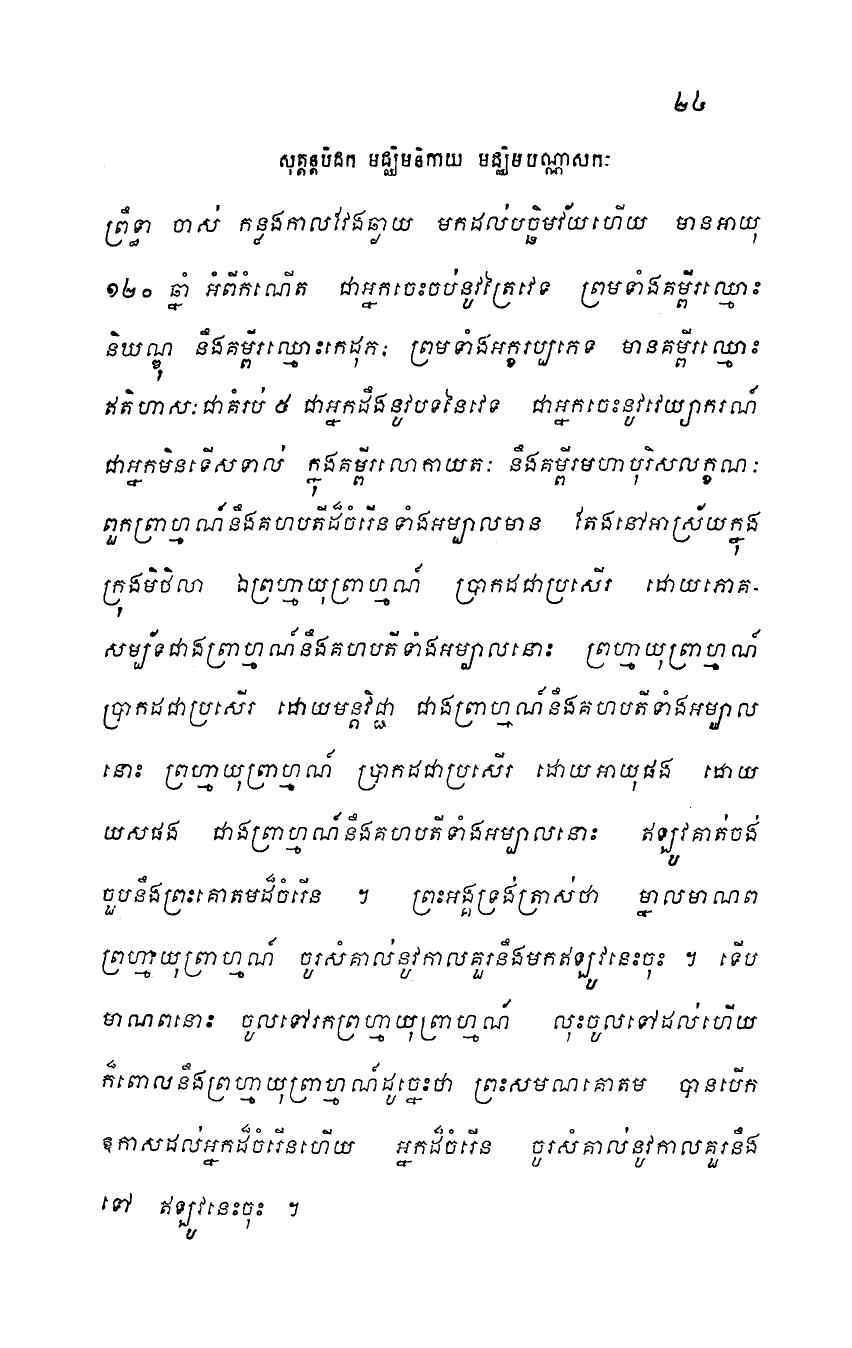 ២៤
សុត្តន្តបិដក មជ្ឈិមនិកាយ មជ្ឈិមបណ្ណាសកៈ
ព្រឹទ្ធា ចាស់ កន្លងកាលវែងឆ្ងាយ មកដល់បច្ឆិមវ័យហើយ មានអាយុ
១២០ ឆ្នាំ អំពីកំណើត ជាអ្នកចេះចប់នូវត្រៃវេទ ព្រមទាំងគម្ពីរឈ្មោះ
និឃណ្ឌុ នឹងគម្ពីរឈ្មោះកេដុភៈ ព្រមទាំងអក្ខរប្បភេទ មានគម្ពីរឈ្មោះ
ឥតិហាសៈជាគំរប់ ៥ ជាអ្នកដឹងនូវបទនៃវេទ ជាអ្នកចេះនូវវេយ្យាករណ៍
ជាអ្នកមិនទើសទាល់ ក្នុងគម្ពីរលោកាយតៈ នឹងគម្ពីរមហាបុរិសលក្ខណៈ
ពួកព្រាហ្មណ៍នឹងគហបតីដ៏ចំរើនទាំងអម្បាលមាន តែងនៅអាស្រ័យក្នុង
ក្រុងមិថិលា ឯព្រហ្មាយុព្រាហ្មណ៍ ប្រាកដជាប្រសើរ ដោយភោគ-
សម្ប័ទជាងព្រាហ្មណ៍នឹងគហបតីទាំងអម្បាលនោះ ព្រហ្មាយុព្រាហ្មណ៍
ប្រាកដជាប្រសើរ ដោយមន្តវិជ្ជា ជាងព្រាហ្មណ៍នឹងគហបតីទាំងអម្បាល
នោះ ព្រហ្មាយុព្រាហ្មណ៍ ប្រាកដជាប្រសើរ ដោយអាយុផង ដោយ
យសផង ជាងព្រាហ្មណ៍នឹងគហបតីទាំងអម្បាលនោះ ឥឡូវគាត់ចង់
ចួបនឹងព្រះគោតមដ៏ចំរើន ។ ព្រះអង្គទ្រង់ត្រាស់ថា ម្នាលមាណព
ព្រហ្មាយុព្រាហ្មណ៍ ចូរសំគាល់នូវកាលគួរនឹងមកឥឡូវនេះចុះ ។ ទើប
មាណពនោះ ចូលទៅរកព្រហ្មាយុព្រាហ្មណ៍ លុះចូលទៅដល់ហើយ
ក៏ពោលនឹងព្រហ្មាយុព្រាហ្មណ៍ដូច្នេះថា ព្រះសមណគោតម បានបើក
ឧកាសដល់អ្នកដ៏ចំរើនហើយ អ្នកដ៏ចំរើន ចូរសំគាល់នូវកាលគួរនឹង
ទៅ ឥឡូវនេះចុះ ។